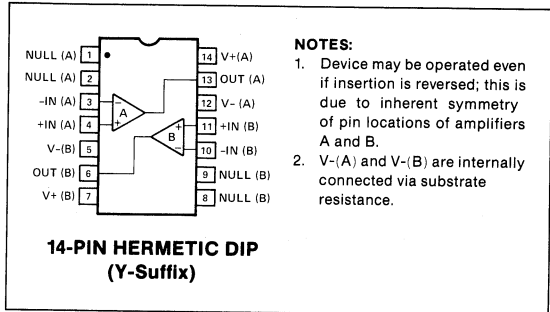 NULL (A) 1
NULL (A) 2
–IN (A) 3
+IN (A) 4
V–(B) 5
OUT (B) 6
V+ (B) 7
14 V+(A)
13 OUT (A)
12 V– (A)
11 +IN (B)
10 –IN (B)
9 NULL (B)
8 NULL (B)
– A +
+ B –
14-PIN HERMETIC DIP
(Y-Suffix)
NOTES:
1. Device may be operated even
if insertion is reversed; this is
due to inherent symmetry
of pin locations of amplifiers
A and B.
2. V-(A) and V-(B) are internally
connected via substrate
resistance.